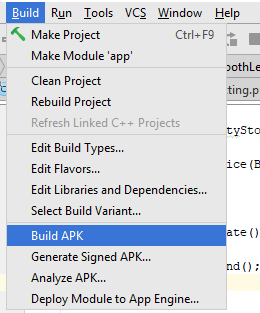 Build Run Tools VCS Window Help
Make Project Ctrl+F9
Make Module 'app'
Clean Project
Rebuild Project
Refresh Linked C++ Projects
Edit Build Types...
Edit Flavors...
Edit Libraries and Dependencies...
Select Build Variant...
Build APK
Generate Signed APK...
Analyze APK...
Deploy Module to App Engine...
oothLe
tting.p
tySto
ice(B
ate()
nd();